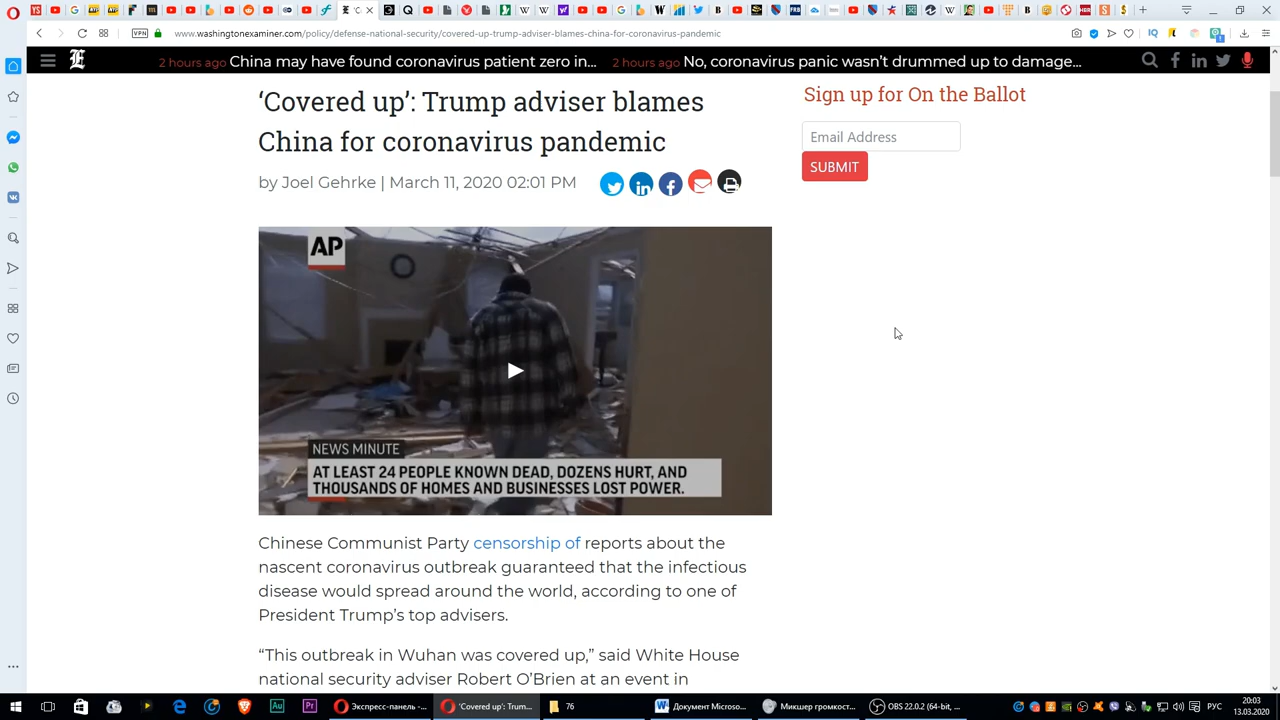 www.washingtonexaminer.com/policy/defense-national-security/covered-up-trump-adviser-blames-china-for-coronavirus-pandemic
VPN
2 hours ago China may have found coronavirus patient zero in... 2 hours ago No, coronavirus panic wasn't drummed up to damage...
‘Covered up’: Trump adviser blames
China for coronavirus pandemic
by Joel Gehrke | March 11, 2020 02:01 PM
Sign up for On the Ballot
Email Address
SUBMIT
AP
NEWS MINUTE
AT LEAST 24 PEOPLE KNOWN DEAD, DOZENS HURT, AND
THOUSANDS OF HOMES AND BUSINESSES LOST POWER.
Chinese Communist Party censorship of reports about the
nascent coronavirus outbreak guaranteed that the infectious
disease would spread around the world, according to one of
President Trump’s top advisers.
“This outbreak in Wuhan was covered up,” said White House
national security adviser Robert O’Brien at an event in
Экспресс-панель -...
'Covered up': Trum...
76
Документ Microso...
Микшер громкост...
OBS 22.0.2 (64-bit, ...
РУС
20:03
13.03.2020